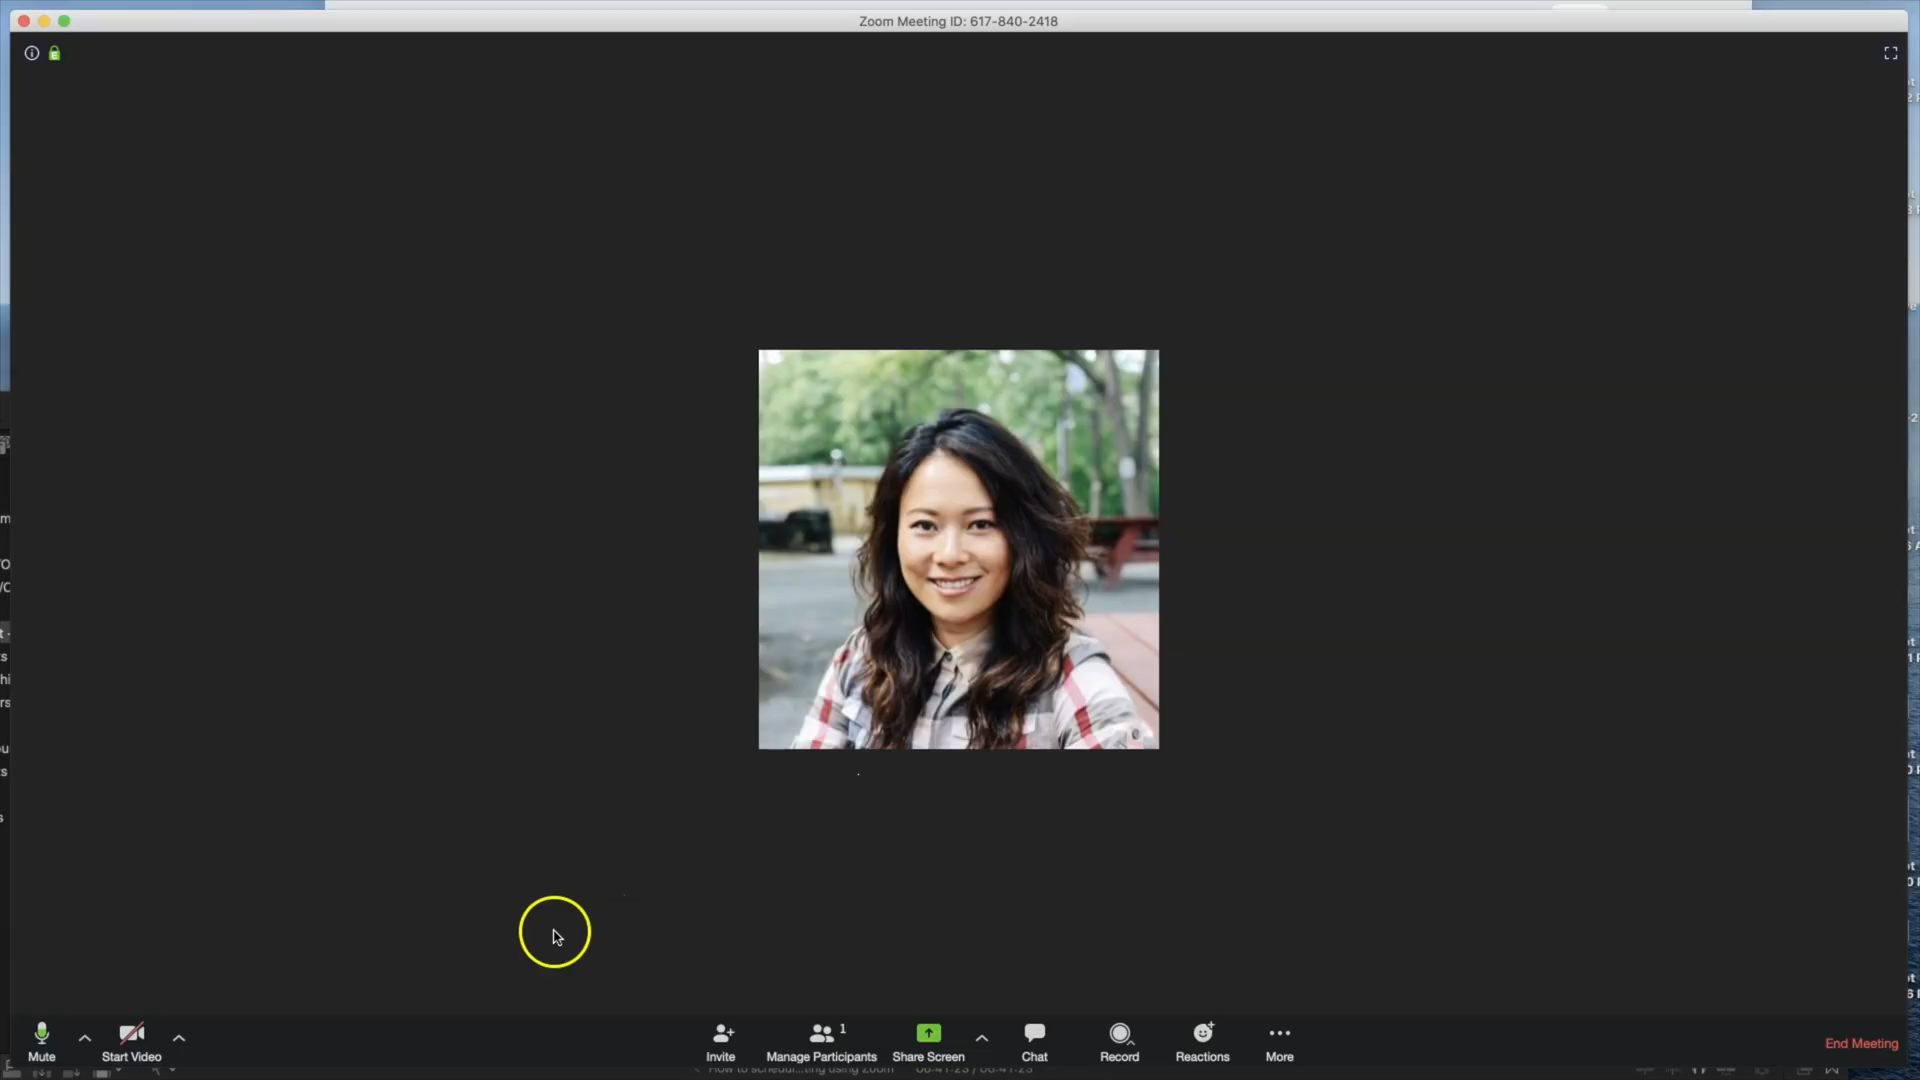 Zoom Meeting ID: 617-840-2418
1
Mute
Start Video
Invite
Manage Participants
Share Screen
Chat
Record
Reactions
More
End Meeting